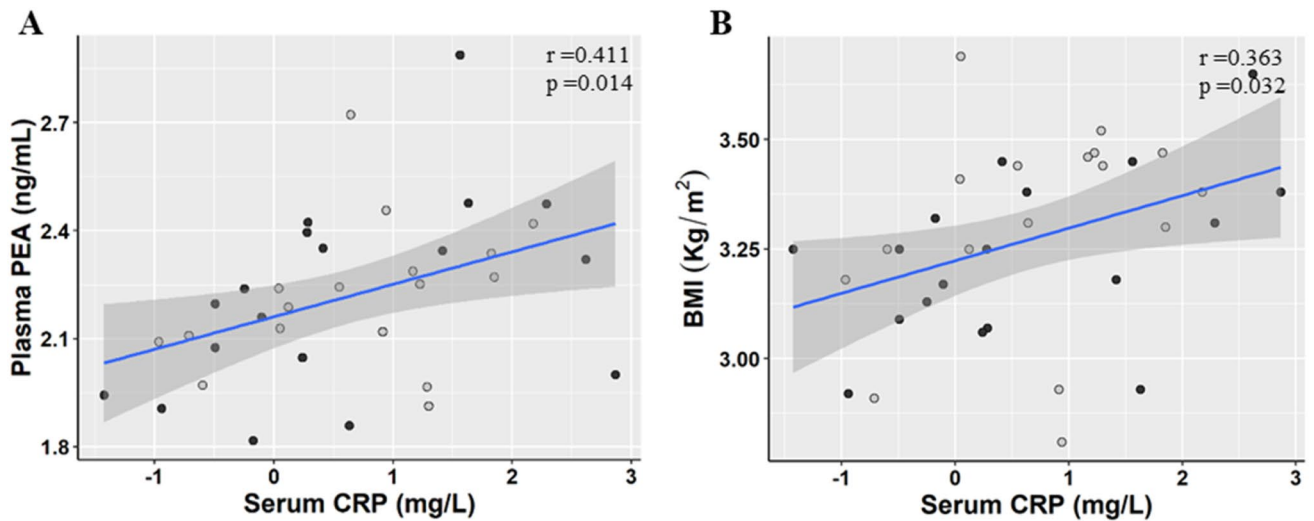 A
r =0.411
p =0.014
Plasma PEA (ng/mL)
2.7
2.4
2.1
1.8
-1 0 1 2 3
Serum CRP (mg/L)
B
r =0.363
p =0.032
BMI (Kg/m²)
3.50
3.25
3.00
-1 0 1 2 3
Serum CRP (mg/L)